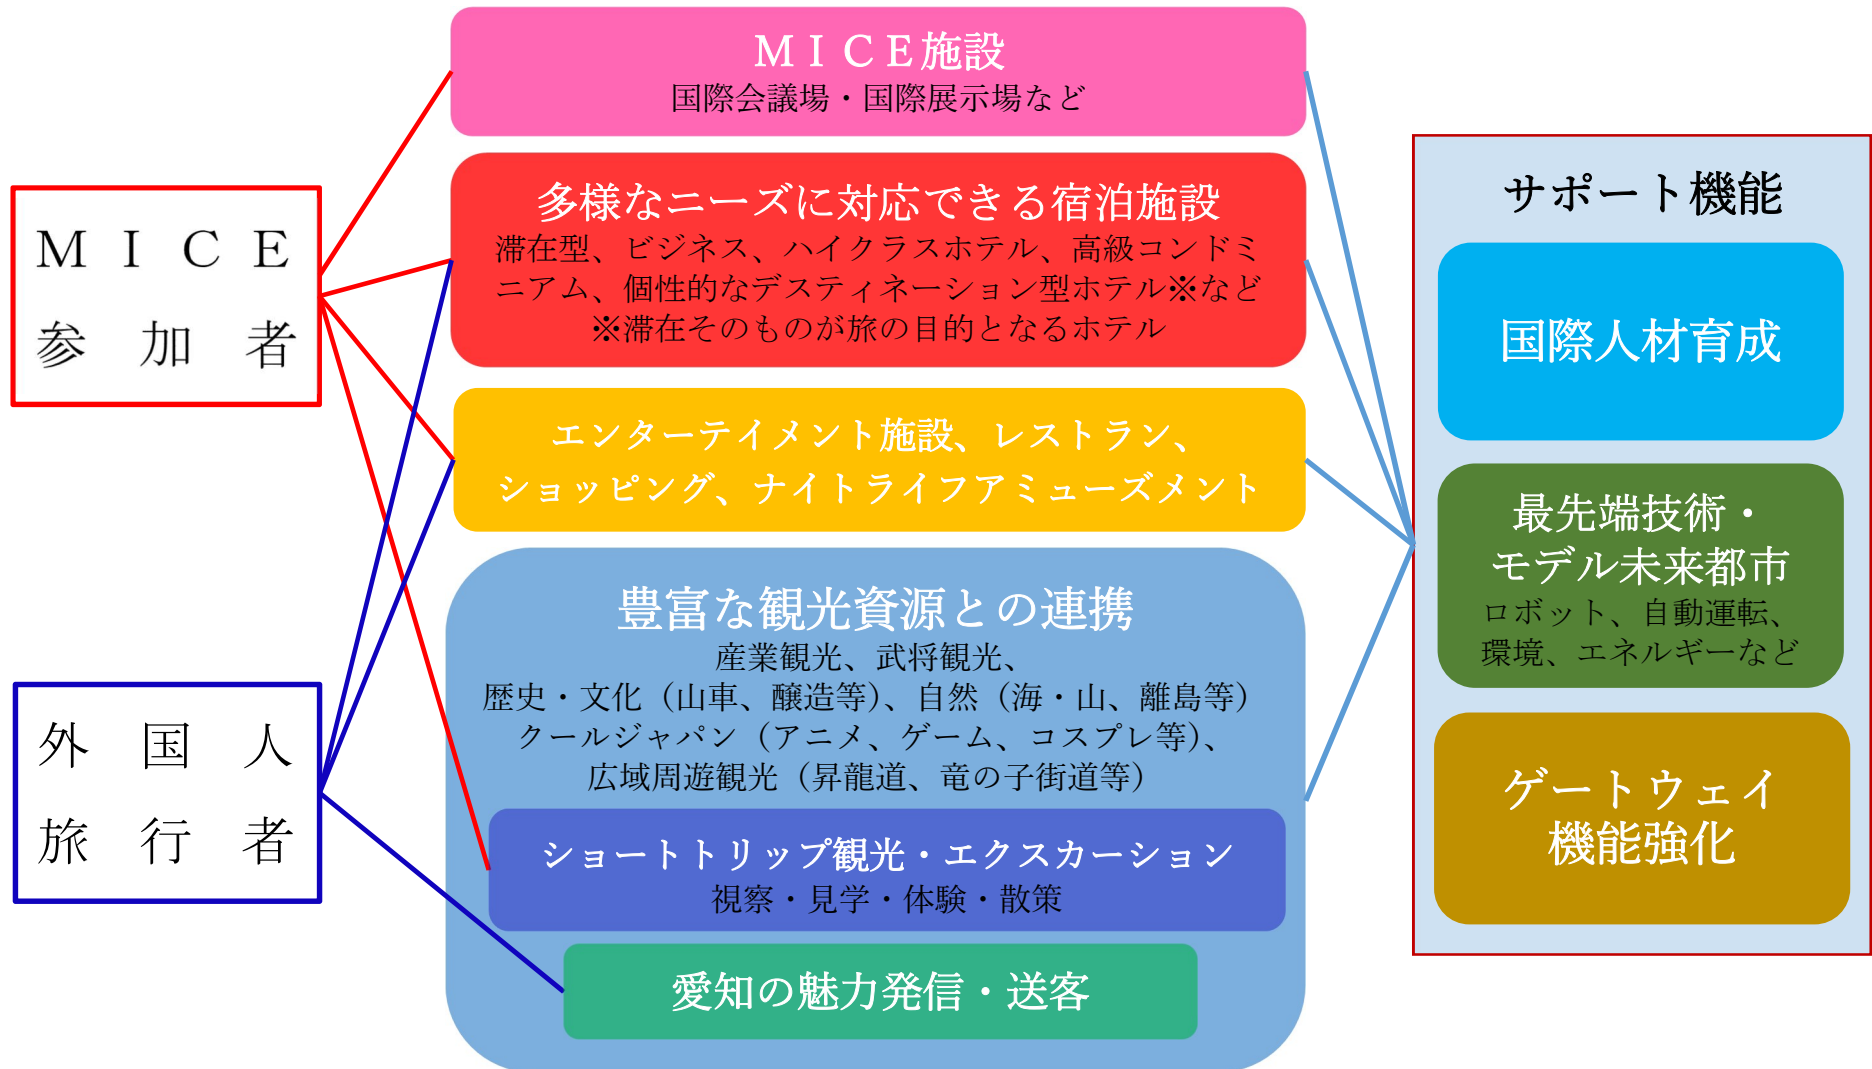 ＭＩＣＥ施設
国際会議場・国際展示場など
ＭＩＣＥ
参加者
多様なニーズに対応できる宿泊施設
滞在型、ビジネス、ハイクラスホテル、高級コンドミ
ニアム、個性的なデスティネーション型ホテル※など
※滞在そのものが旅の目的となるホテル
エンターテイメント施設、レストラン、
ショッピング、ナイトライフアミューズメント
外国人
旅行者
豊富な観光資源との連携
産業観光、武将観光、
歴史・文化（山車、醸造等）、自然（海・山、離島等）
クールジャパン（アニメ、ゲーム、コスプレ等）、
広域周遊観光（昇龍道、竜の子街道等）
ショートトリップ観光・エクスカーション
視察・見学・体験・散策
愛知の魅力発信・送客
サポート機能
国際人材育成
最先端技術・
モデル未来都市
ロボット、自動運転、
環境、エネルギーなど
ゲートウェイ
機能強化